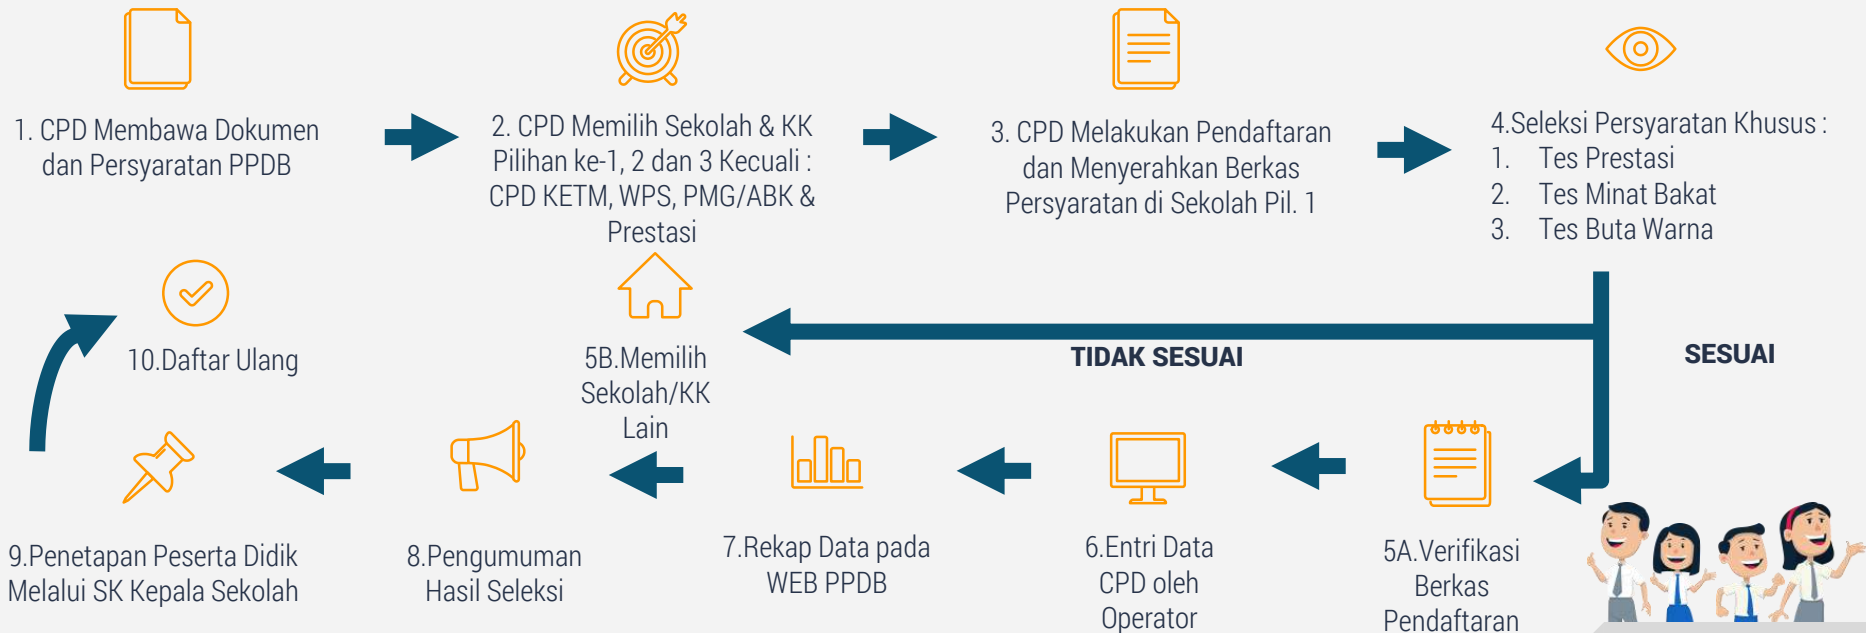 1. CPD Membawa Dokumen
dan Persyaratan PPDB
2. CPD Memilih Sekolah & KK
Pilihan ke-1, 2 dan 3 Kecuali :
CPD KETM, WPS, PMG/ABK &
Prestasi
3. CPD Melakukan Pendaftaran
dan Menyerahkan Berkas
Persyaratan di Sekolah Pil. 1
4.Seleksi Persyaratan Khusus :
1. Tes Prestasi
2. Tes Minat Bakat
3. Tes Buta Warna
TIDAK SESUAI
SESUAI
5B.Memilih
Sekolah/KK
Lain
5A.Verifikasi
Berkas
Pendaftaran
6.Entri Data
CPD oleh
Operator
7.Rekap Data pada
WEB PPDB
8.Pengumuman
Hasil Seleksi
9.Penetapan Peserta Didik
Melalui SK Kepala Sekolah
10.Daftar Ulang